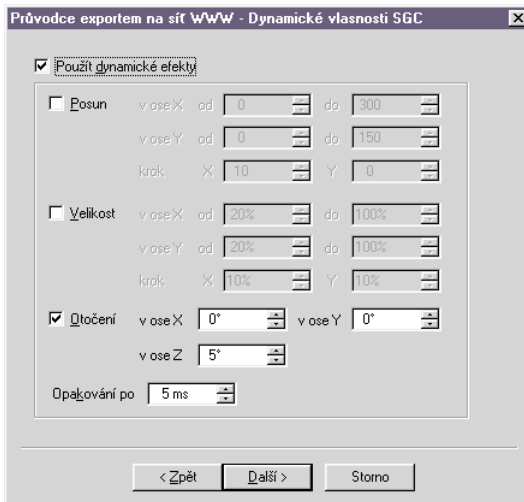 Průvodce exportem na síť WWW - Dynamické vlasnosti SGC
Použít dynamické efekty
Posun v ose X od 0 do 300
v ose Y od 0 do 150
krok X 10 Y 0
Velikost v ose X od 20% do 100%
v ose Y od 20% do 100%
krok X 10% Y 10%
Otočení v ose X 0° v ose Y 0°
v ose Z 5°
Opakování po 5 ms
< Zpět Další > Storno